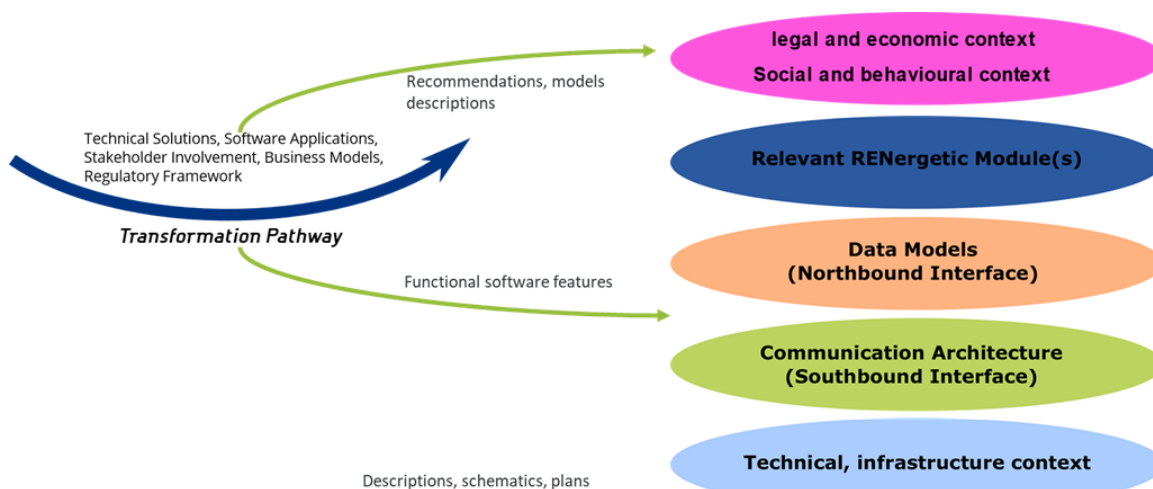 legal and economic context
Social and behavioural context
Recommendations, models
descriptions
Technical Solutions, Software Applications,
Stakeholder Involvement, Business Models,
Regulatory Framework
Relevant RENergetic Module(s)
Transformation Pathway
Data Models
(Northbound Interface)
Functional software features
Communication Architecture
(Southbound Interface)
Technical, infrastructure context
Descriptions, schematics, plans